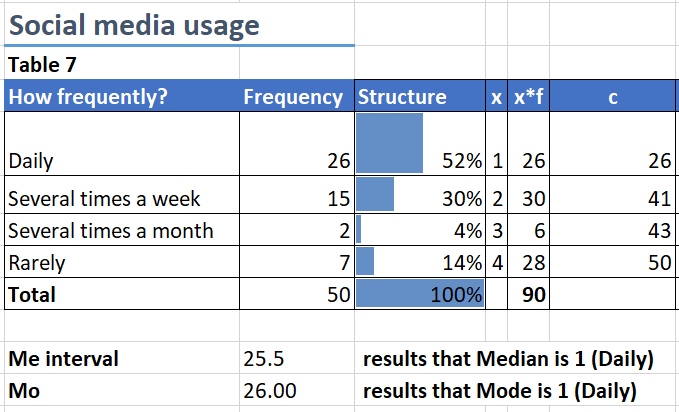 Social media usage
Table 7
How frequently? Frequency Structure x x*f c
Daily 26 52% 1 26 26
Several times a week 15 30% 2 30 41
Several times a month 2 4% 3 6 43
Rarely 7 14% 4 28 50
Total 50 100% 90
Me interval 25.5 results that Median is 1 (Daily)
Mo 26.00 results that Mode is 1 (Daily)